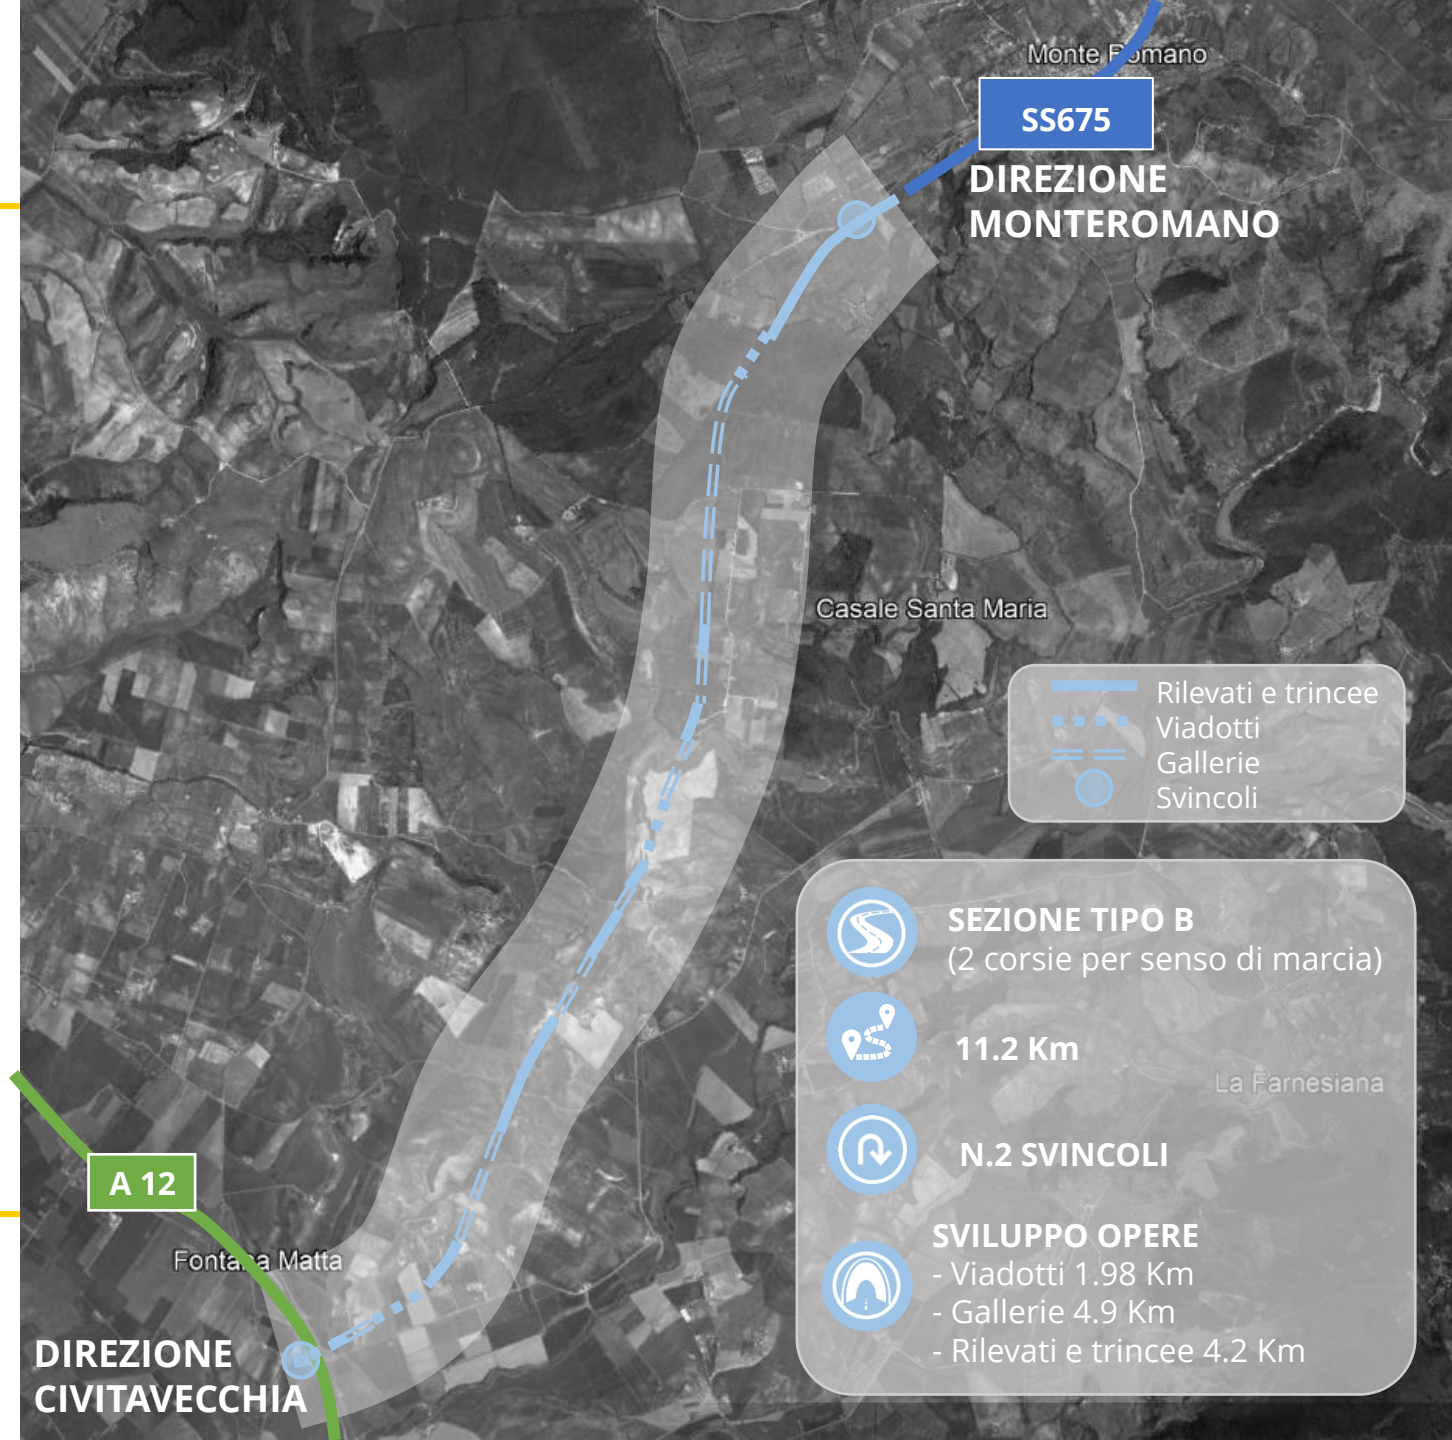 Monte Romano
SS675
DIREZIONE
MONTEROMANO
Casale Santa Maria
Rilevati e trincee
Viadotti
Gallerie
Svincoli
SEZIONE TIPO B
(2 corsie per senso di marcia)
11.2 Km
La Farnesiana
N.2 SVINCOLI
SVILUPPO OPERE
- Viadotti 1.98 Km
- Gallerie 4.9 Km
- Rilevati e trincee 4.2 Km
A 12
Fontana Matta
DIREZIONE
CIVITAVECCHIA